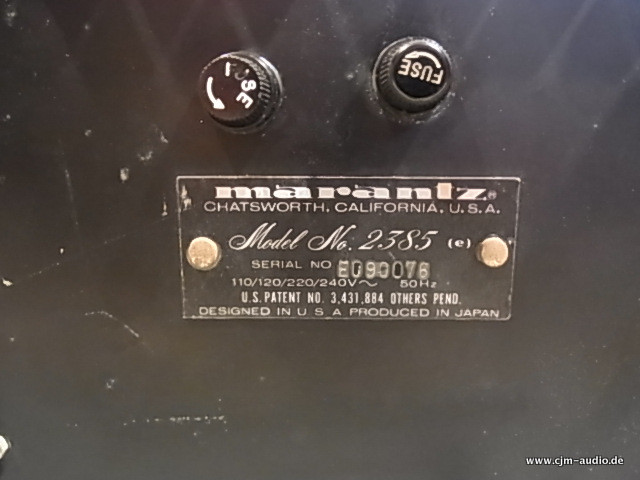 FUSE
FUSE
marantz®
CHATSWORTH, CALIFORNIA, U.S.A.
Model No. 2385 (e)
SERIAL NO E090076
110/120/220/240V~ 50Hz
U.S. PATENT NO. 3,431,884 OTHERS PEND.
DESIGNED IN U S A PRODUCED IN JAPAN
www.cjm-audio.de